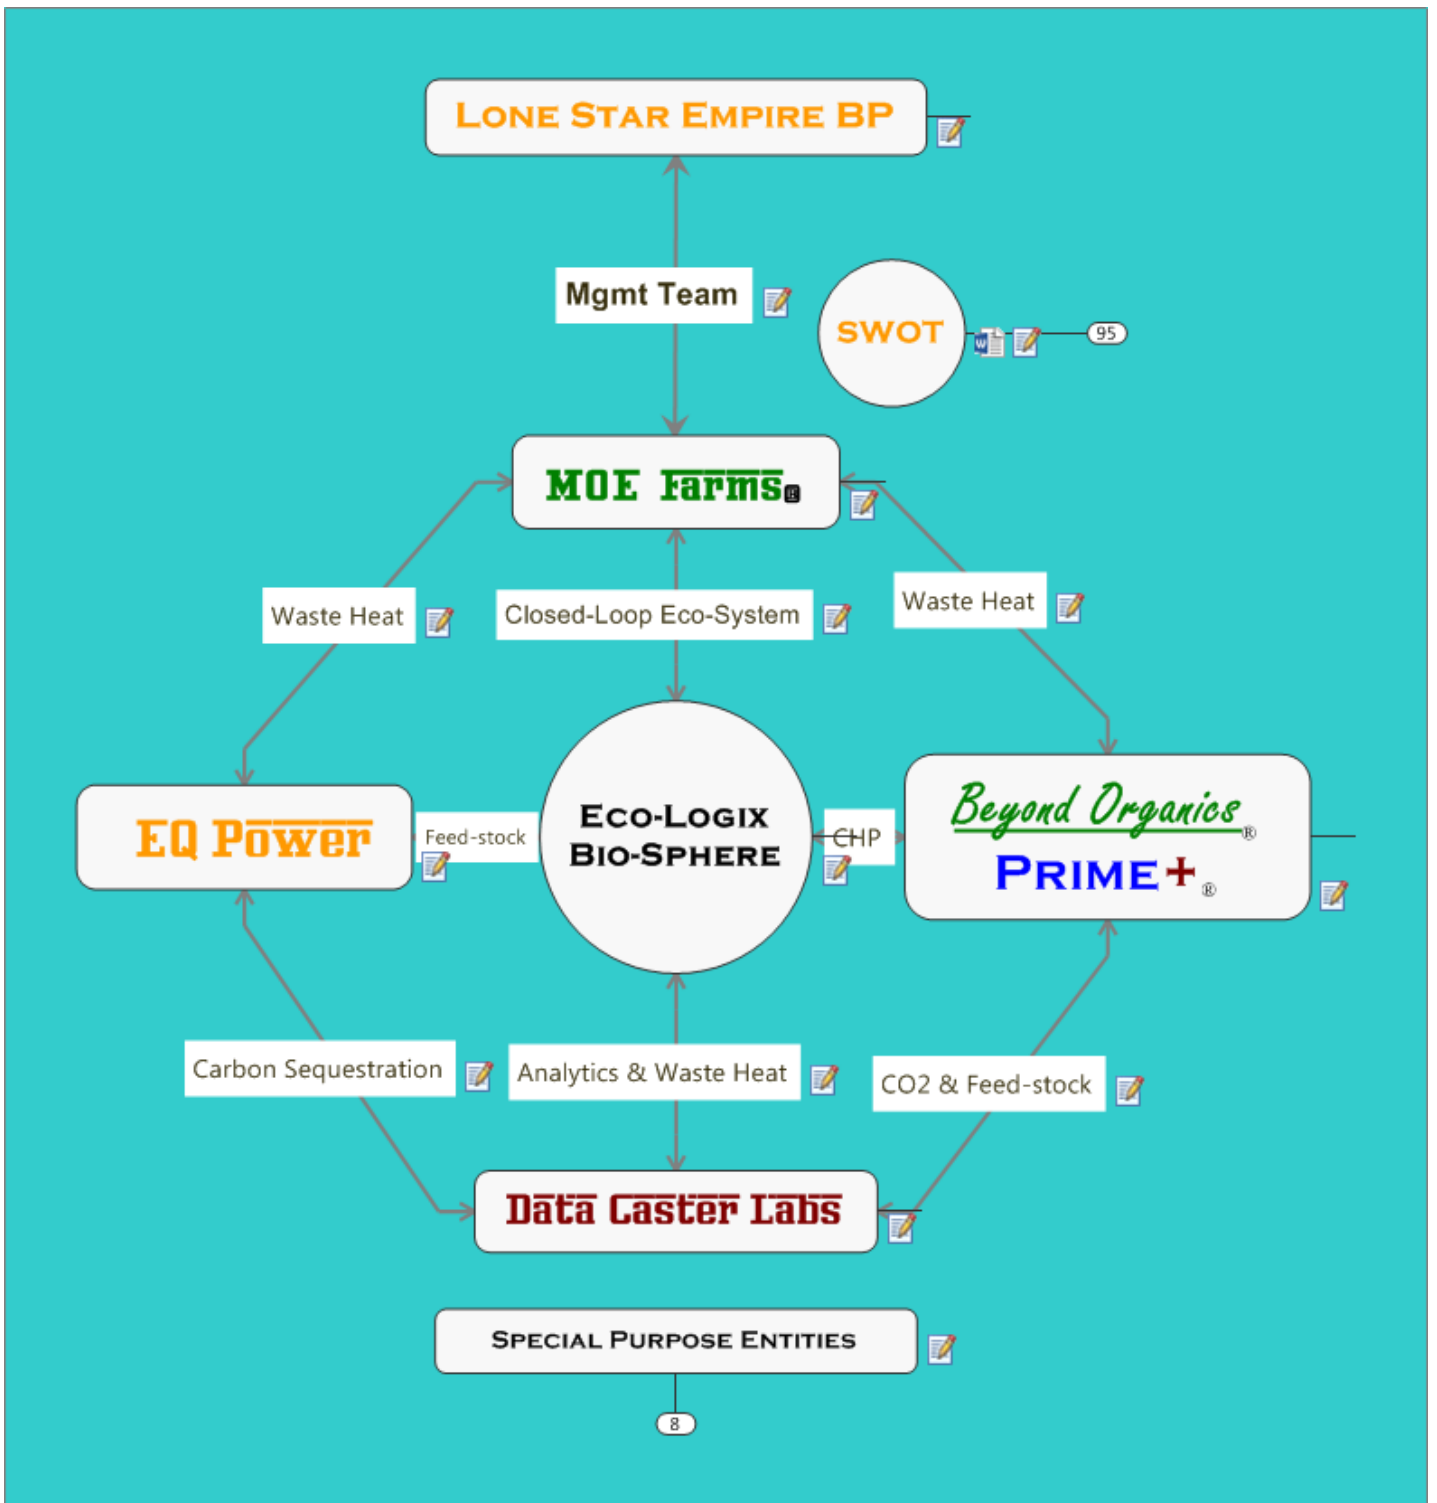 LONE STAR EMPIRE BP
Mgmt Team
SWOT
95
MOE Farms
Waste Heat
Closed-Loop Eco-System
Waste Heat
EQ Power
Feed-stock
ECO-LOGIX
BIO-SPHERE
CHP
Beyond Organics®
PRIME+®
Carbon Sequestration
Analytics & Waste Heat
CO2 & Feed-stock
Data Caster Labs
SPECIAL PURPOSE ENTITIES
8